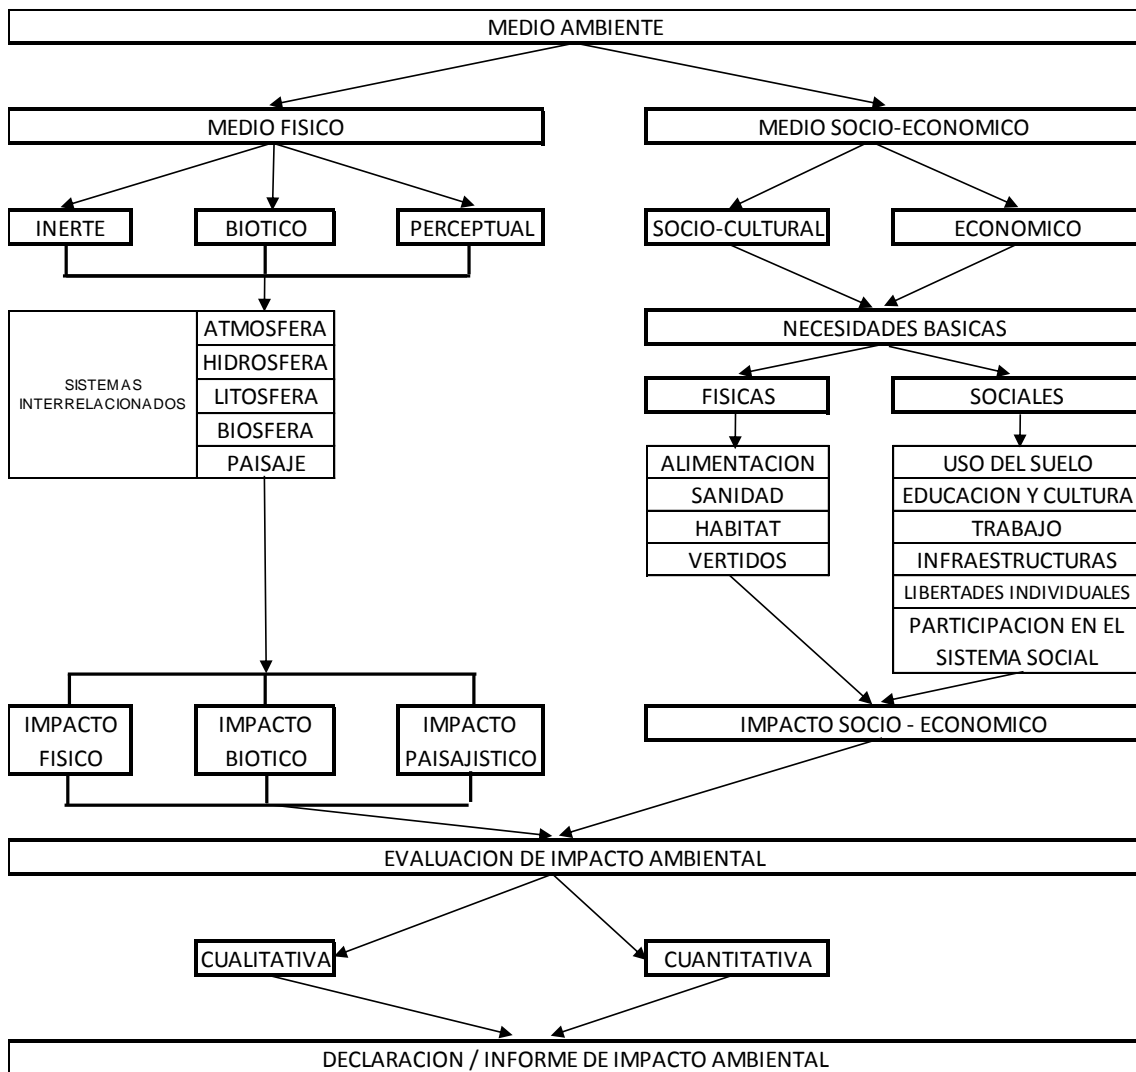 MEDIO AMBIENTE
MEDIO FISICO
MEDIO SOCIO-ECONOMICO
INERTE
BIOTICO
PERCEPTUAL
SOCIO-CULTURAL
ECONOMICO
SISTEMAS
INTERRELACIONADOS
ATMOSFERA
HIDROSFERA
LITOSFERA
BIOSFERA
PAISAJE
NECESIDADES BASICAS
FISICAS
SOCIALES
ALIMENTACION
SANIDAD
HABITAT
VERTIDOS
USO DEL SUELO
EDUCACION Y CULTURA
TRABAJO
INFRAESTRUCTURAS
LIBERTADES INDIVIDUALES
PARTICIPACION EN EL
SISTEMA SOCIAL
IMPACTO
FISICO
IMPACTO
BIOTICO
IMPACTO
PAISAJISTICO
IMPACTO SOCIO - ECONOMICO
EVALUACION DE IMPACTO AMBIENTAL
CUALITATIVA
CUANTITATIVA
DECLARACION / INFORME DE IMPACTO AMBIENTAL